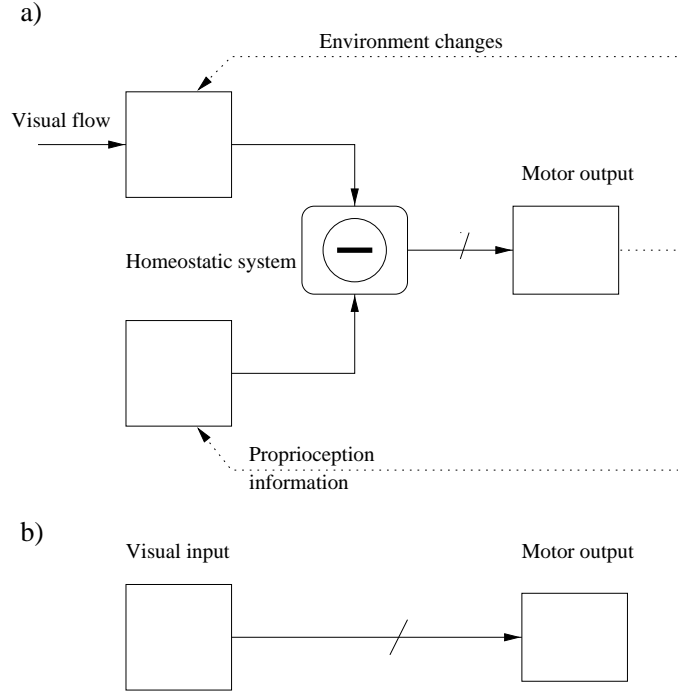 a)
Environment changes
Visual flow
Motor output
Homeostatic system
Proprioception
information
b)
Visual input
Motor output